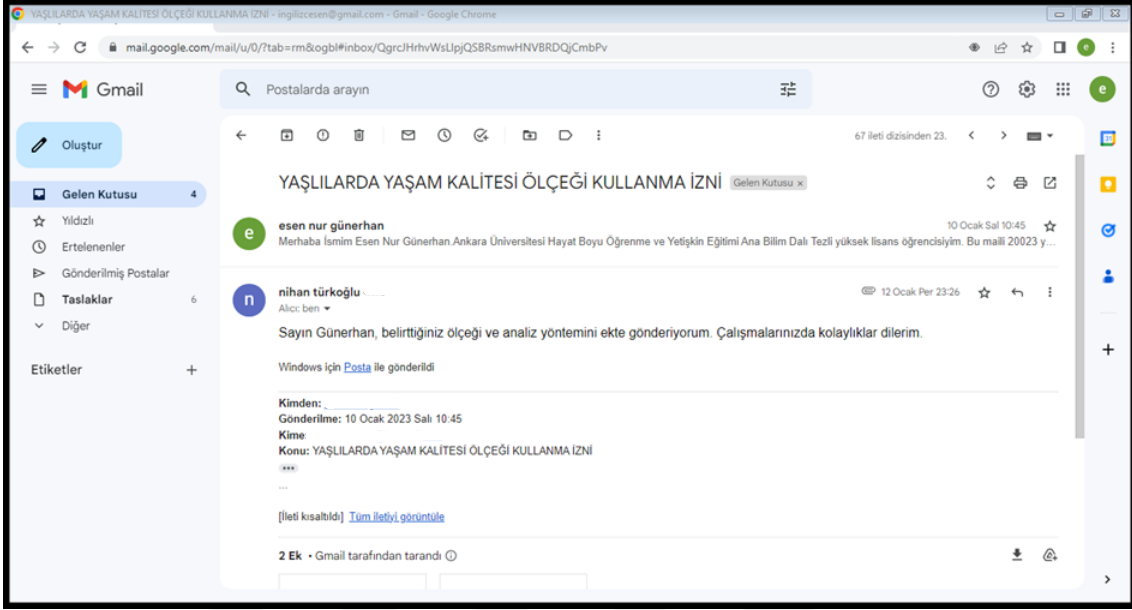 YAŞLILARDA YAŞAM KALİTESİ ÖLÇEĞİ KULLANMA İZNİ - ingilizcesen@gmail.com - Gmail - Google Chrome
mail.google.com/mail/u/0/?tab=rm&ogbl#inbox/QgrcJHrhvWsLlpjQSBRsmwHNVBRDQjCmbPv
e
Gmail
Postalarda arayın
e
Oluştur
67 ileti dizisinden 23.
31
Gelen Kutusu 4
Yıldızlı
Ertelenenler
Gönderilmiş Postalar
Taslaklar 6
Diğer
Etiketler
YAŞLILARDA YAŞAM KALİTESİ ÖLÇEĞİ KULLANMA İZNİ Gelen Kutusu x
e
esen nur günerhan 10 Ocak Sal 10:45
Merhaba İsmim Esen Nur Günerhan.Ankara Üniversitesi Hayat Boyu Öğrenme ve Yetişkin Eğitimi Ana Bilim Dalı Tezli yüksek lisans öğrencisiyim. Bu maili 20023 y...
n
nihan türkoğlu 12 Ocak Per 23:26
Alıcı: ben
Sayın Günerhan, belirttiğiniz ölçeği ve analiz yöntemini ekte gönderiyorum. Çalışmalarınızda kolaylıklar dilerim.
Windows için Posta ile gönderildi
Kimden:
Gönderilme: 10 Ocak 2023 Salı 10:45
Kime
Konu: YAŞLILARDA YAŞAM KALİTESİ ÖLÇEĞİ KULLANMA İZNİ
...
...
[İleti kısaltıldı] Tüm iletiyi görüntüle
2 Ek • Gmail tarafından tarandı